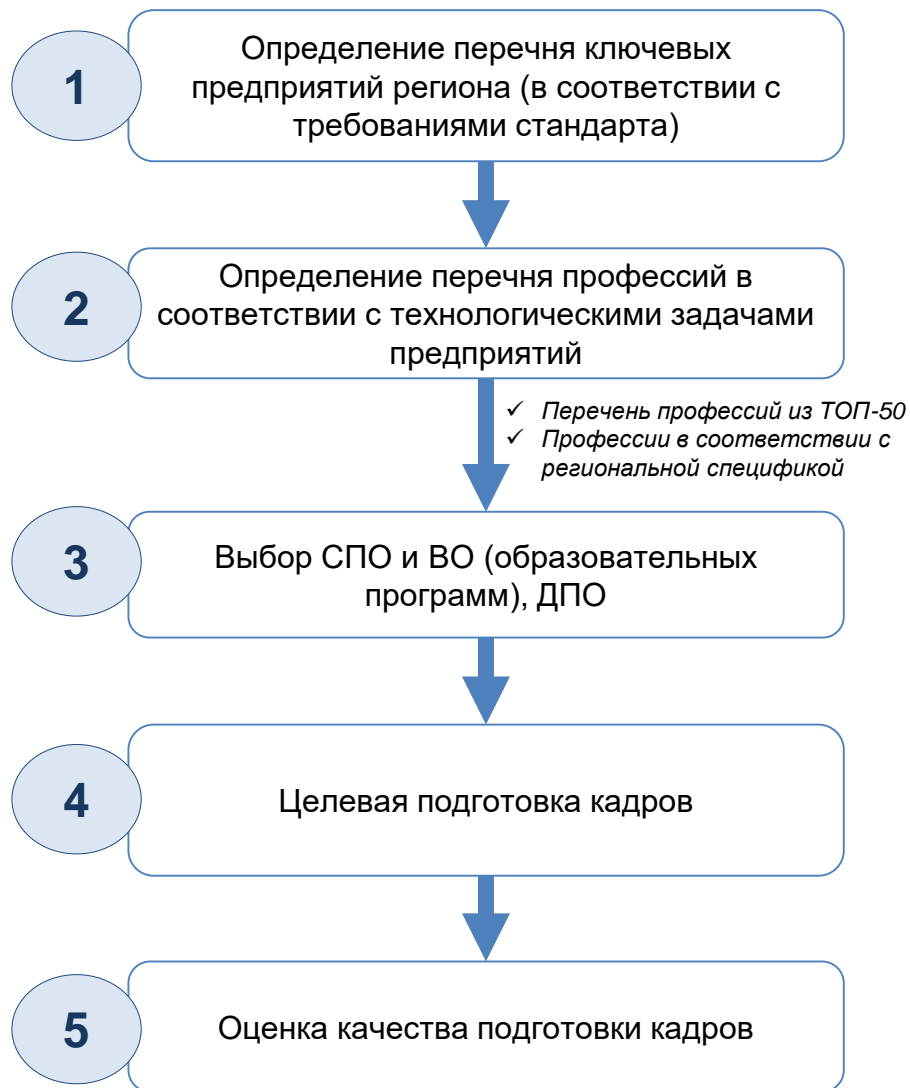 1
Определение перечня ключевых
предприятий региона (в соответствии с
требованиями стандарта)
2
Определение перечня профессий в
соответствии с технологическими задачами
предприятий
✓ Перечень профессий из ТОП-50
✓ Профессии в соответствии с
региональной спецификой
3
Выбор СПО и ВО (образовательных
программ), ДПО
4
Целевая подготовка кадров
5
Оценка качества подготовки кадров